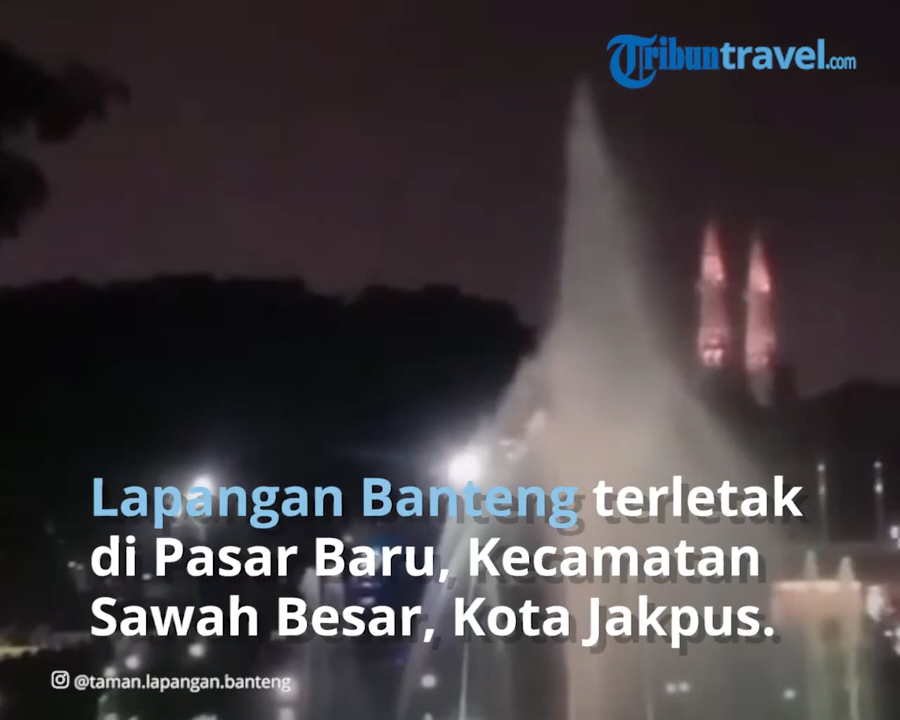 Tribuntravel.com
Lapangan Banteng terletak
di Pasar Baru, Kecamatan
Sawah Besar, Kota Jakpus.
@taman.lapangan.banteng